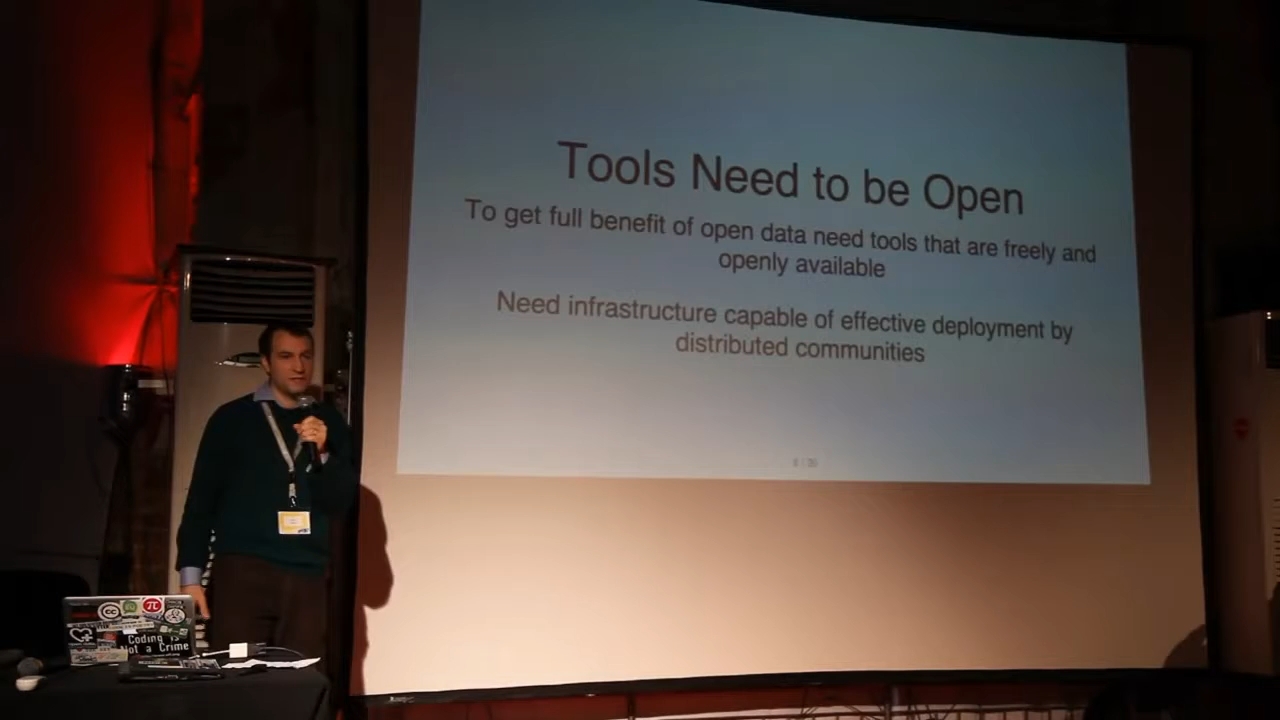 Tools Need to be Open
To get full benefit of open data need tools that are freely and
openly available
Need infrastructure capable of effective deployment by
distributed communities
cc
π
Coding is
Not a Crime